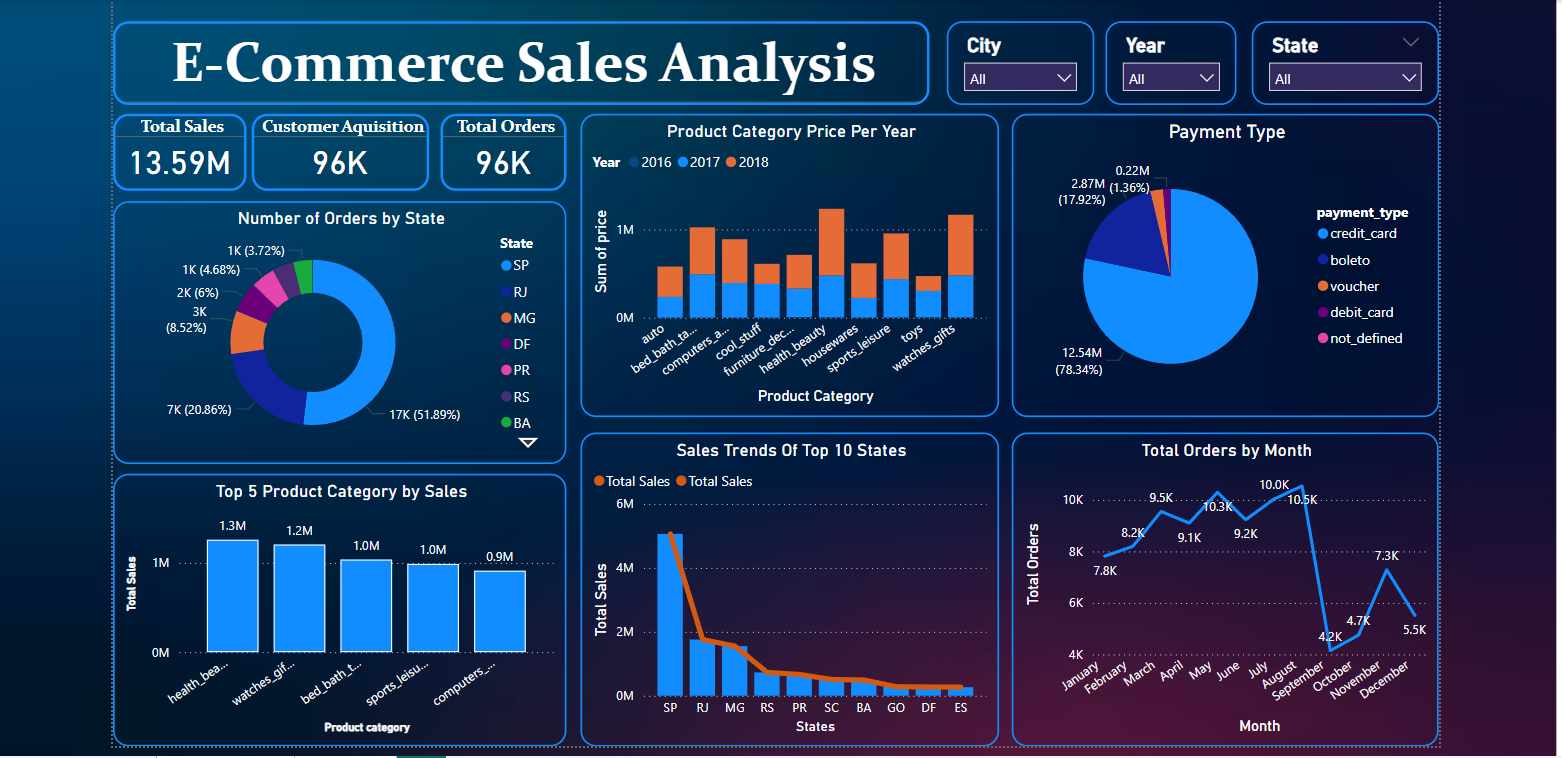 E-Commerce Sales Analysis
City
All
Year
All
State
All
Total Sales
13.59M
Customer Aquisition
96K
Total Orders
96K
Number of Orders by State
1K (3.72%)
1K (4.68%)
2K (6%)
3K
(8.52%)
7K (20.86%)
17K (51.89%)
State
SP
RJ
MG
DF
PR
RS
BA
Product Category Price Per Year
Year 2016 2017 2018
Sum of price
1M
0M
auto
bed_bath_ta...
computers_a...
cool_stuff
furniture_dec...
health_beauty
housewares
sports_leisure
toys
watches_gifts
Product Category
Payment Type
0.22M
(1.36%)
2.87M
(17.92%)
12.54M
(78.34%)
payment_type
credit_card
boleto
voucher
debit_card
not_defined
Top 5 Product Category by Sales
Total Sales
1M
0M
1.3M
1.2M
1.0M
1.0M
0.9M
health_bea...
watches_gif...
bed_bath_t...
sports_leisu...
computers_...
Product category
Sales Trends Of Top 10 States
Total Sales Total Sales
Total Sales
6M
4M
2M
0M
SP RJ MG RS PR SC BA GO DF ES
States
Total Orders by Month
Total Orders
10K
8K
6K
4K
7.8K
8.2K
9.5K
9.1K
10.3K
9.2K
10.0K
10.5K
4.2K
4.7K
7.3K
5.5K
January
February
March
April
May
June
July
August
September
October
November
December
Month